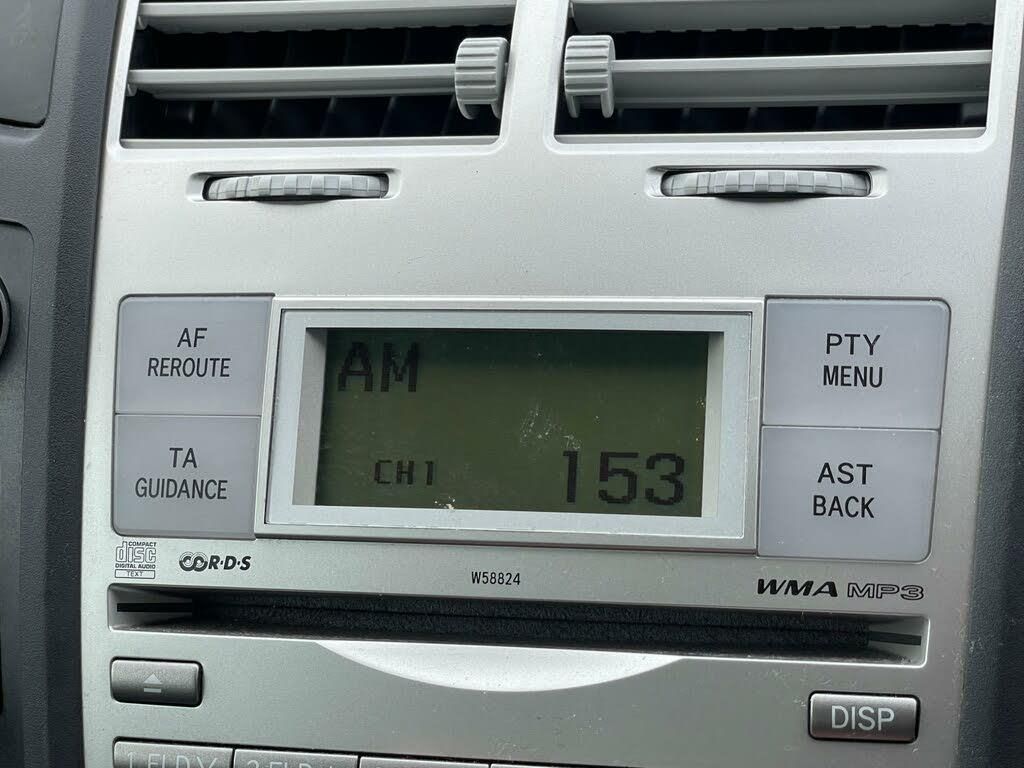 AF
REROUTE
AM
PTY
MENU
TA
GUIDANCE
CH1 153
AST
BACK
COMPACT
disc
DIGITAL AUDIO
TEXT
R·D·S
W58824
WMA MP3
DISP